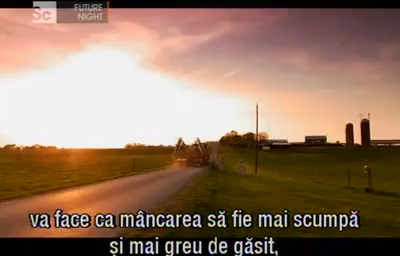 Sc FUTURE
NIGHT
va face ca mâncarea să fie mai scumpă
și mai greu de găsit,